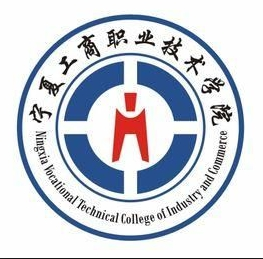 宁夏工商职业技术学院
Ningxia Vocational Technical College of Industry and Commerce